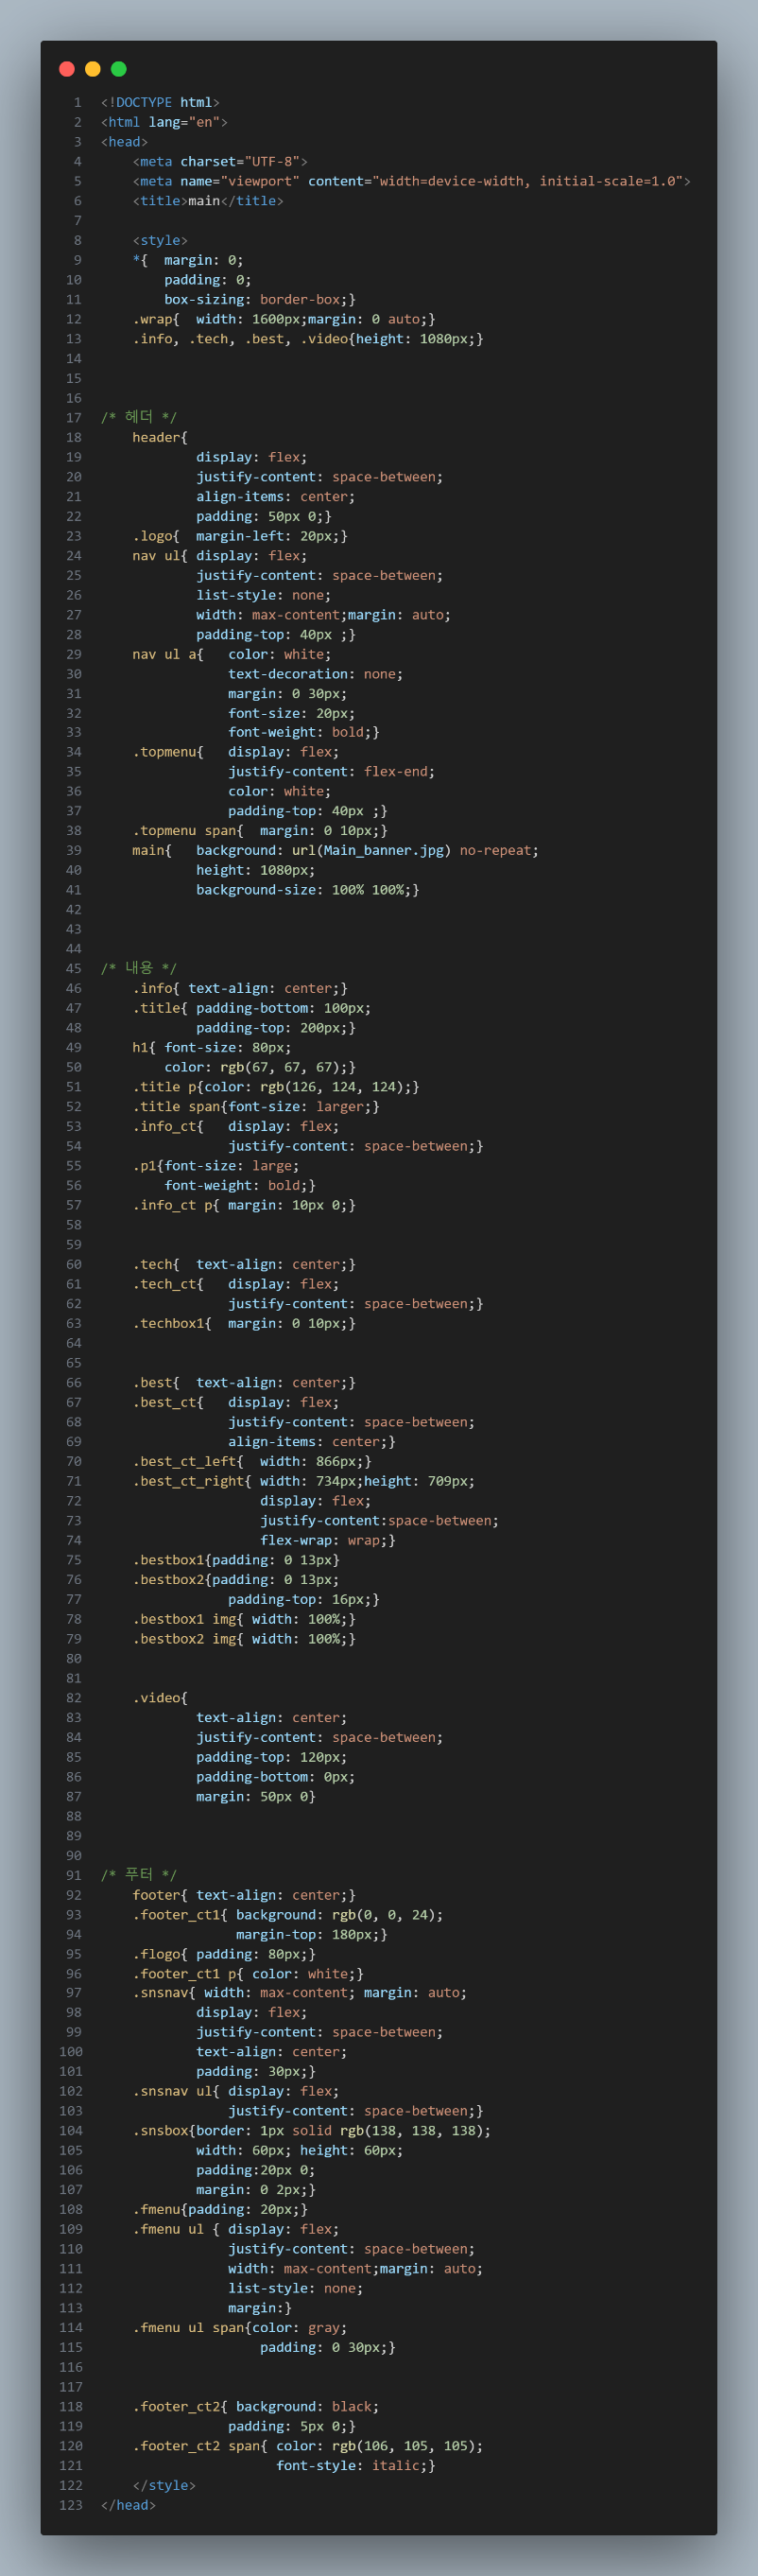 1 <!DOCTYPE html>
2 <html lang="en">
3 <head>
4     <meta charset="UTF-8">
5     <meta name="viewport" content="width=device-width, initial-scale=1.0">
6     <title>main</title>
7
8     <style>
9     *{  margin: 0;
10         padding: 0;
11         box-sizing: border-box;}
12     .wrap{  width: 1600px;margin: 0 auto;}
13     .info, .tech, .best, .video{height: 1080px;}
14
15
16
17 /* 헤더 */
18     header{
19             display: flex;
20             justify-content: space-between;
21             align-items: center;
22             padding: 50px 0;}
23     .logo{  margin-left: 20px;}
24     nav ul{ display: flex;
25             justify-content: space-between;
26             list-style: none;
27             width: max-content;margin: auto;
28             padding-top: 40px ;}
29     nav ul a{   color: white;
30                 text-decoration: none;
31                 margin: 0 30px;
32                 font-size: 20px;
33                 font-weight: bold;}
34     .topmenu{   display: flex;
35                 justify-content: flex-end;
36                 color: white;
37                 padding-top: 40px ;}
38     .topmenu span{  margin: 0 10px;}
39     main{   background: url(Main_banner.jpg) no-repeat;
40             height: 1080px;
41             background-size: 100% 100%;}
42
43
44
45 /* 내용 */
46     .info{ text-align: center;}
47     .title{ padding-bottom: 100px;
48             padding-top: 200px;}
49     h1{ font-size: 80px;
50         color: rgb(67, 67, 67);}
51     .title p{color: rgb(126, 124, 124);}
52     .title span{font-size: larger;}
53     .info_ct{   display: flex;
54                 justify-content: space-between;}
55     .p1{font-size: large;
56         font-weight: bold;}
57     .info_ct p{ margin: 10px 0;}
58
59
60     .tech{  text-align: center;}
61     .tech_ct{   display: flex;
62                 justify-content: space-between;}
63     .techbox1{  margin: 0 10px;}
64
65
66     .best{  text-align: center;}
67     .best_ct{   display: flex;
68                 justify-content: space-between;
69                 align-items: center;}
70     .best_ct_left{  width: 866px;}
71     .best_ct_right{ width: 734px;height: 709px;
72                     display: flex;
73                     justify-content:space-between;
74                     flex-wrap: wrap;}
75     .bestbox1{padding: 0 13px}
76     .bestbox2{padding: 0 13px;
77                 padding-top: 16px;}
78     .bestbox1 img{ width: 100%;}
79     .bestbox2 img{ width: 100%;}
80
81
82     .video{
83             text-align: center;
84             justify-content: space-between;
85             padding-top: 120px;
86             padding-bottom: 0px;
87             margin: 50px 0}
88
89
90
91 /* 푸터 */
92     footer{ text-align: center;}
93     .footer_ct1{ background: rgb(0, 0, 24);
94                  margin-top: 180px;}
95     .flogo{ padding: 80px;}
96     .footer_ct1 p{ color: white;}
97     .snsnav{ width: max-content; margin: auto;
98             display: flex;
99             justify-content: space-between;
100             text-align: center;
101             padding: 30px;}
102     .snsnav ul{ display: flex;
103                 justify-content: space-between;}
104     .snsbox{border: 1px solid rgb(138, 138, 138);
105             width: 60px; height: 60px;
106             padding:20px 0;
107             margin: 0 2px;}
108     .fmenu{padding: 20px;}
109     .fmenu ul { display: flex;
110                 justify-content: space-between;
111                 width: max-content;margin: auto;
112                 list-style: none;
113                 margin:}
114     .fmenu ul span{color: gray;
115                     padding: 0 30px;}
116
117
118     .footer_ct2{ background: black;
119                 padding: 5px 0;}
120     .footer_ct2 span{ color: rgb(106, 105, 105);
121                       font-style: italic;}
122     </style>
123 </head>